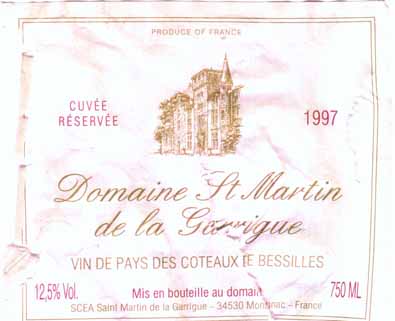 PRODUCE OF FRANCE
CUVÉE
RÉSERVÉE
1997
Domaine St Martin
de la Garrigue
VIN DE PAYS DES COTEAUX DE BESSILLES
12,5% Vol.
Mis en bouteille au domaine
750 ML
SCEA Saint Martin de la Garrigue - 34530 Montagnac - France